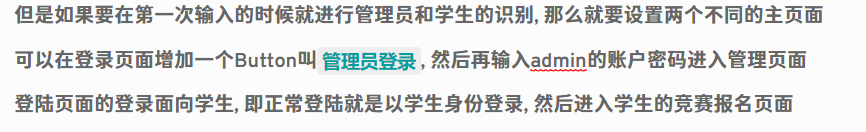 但是如果要在第一次输入的时候就进行管理员和学生的识别, 那么就要设置两个不同的主页面
可以在登录页面增加一个Button叫管理员登录, 然后再输入admin的账户密码进入管理页面
登陆页面的登录面向学生, 即正常登陆就是以学生身份登录, 然后进入学生的竞赛报名页面